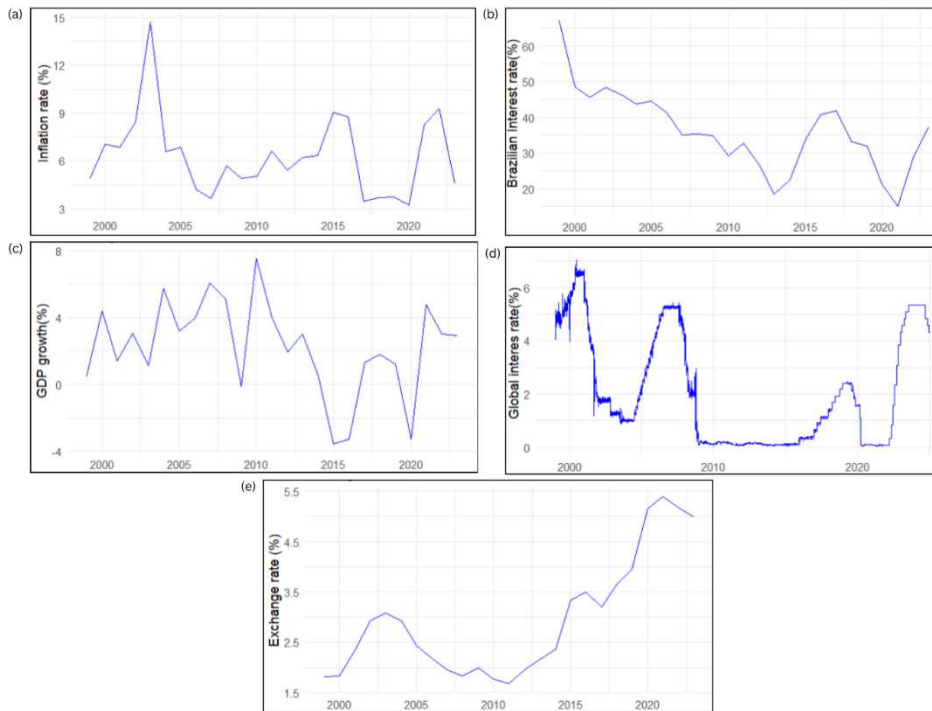 (a)
Inflation rate (%)
15
12
9
6
3
2000 2005 2010 2015 2020
(b)
Brazilian Interest rate(%)
60
50
40
30
20
2000 2005 2010 2015 2020
(c)
GDP growth(%)
8
4
0
-4
2000 2005 2010 2015 2020
(d)
Global interes rate(%)
6
4
2
0
2000 2010 2020
(e)
Exchange rate (%)
5.5
4.5
3.5
2.5
1.5
2000 2005 2010 2015 2020